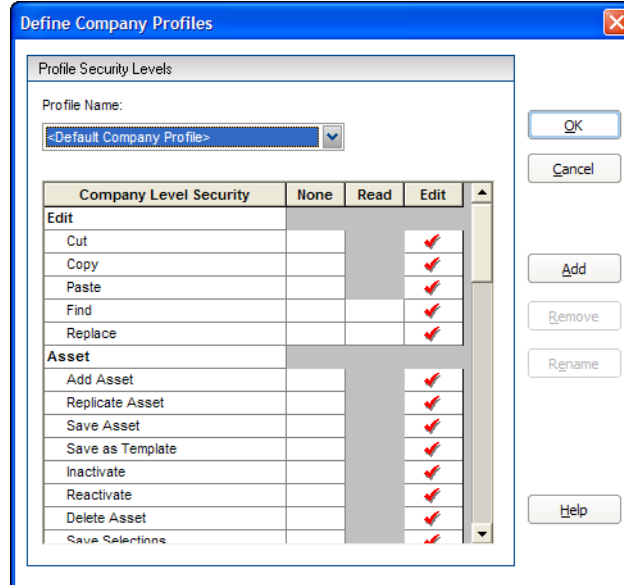 Define Company Profiles
Profile Security Levels
Profile Name:
<Default Company Profile>
OK
Cancel
Company Level Security None Read Edit
Edit
Cut
Copy
Paste
Find
Replace
Asset
Add Asset
Replicate Asset
Save Asset
Save as Template
Inactivate
Reactivate
Delete Asset
Save Selections
Add
Remove
Rename
Help